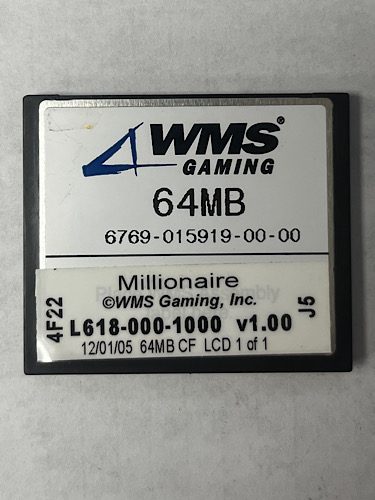 WMS®
GAMING
64MB
6769-015919-00-00
Millionaire
©WMS Gaming, Inc.
4F22
L618-000-1000 v1.00
J5
12/01/05 64MB CF LCD 1 of 1